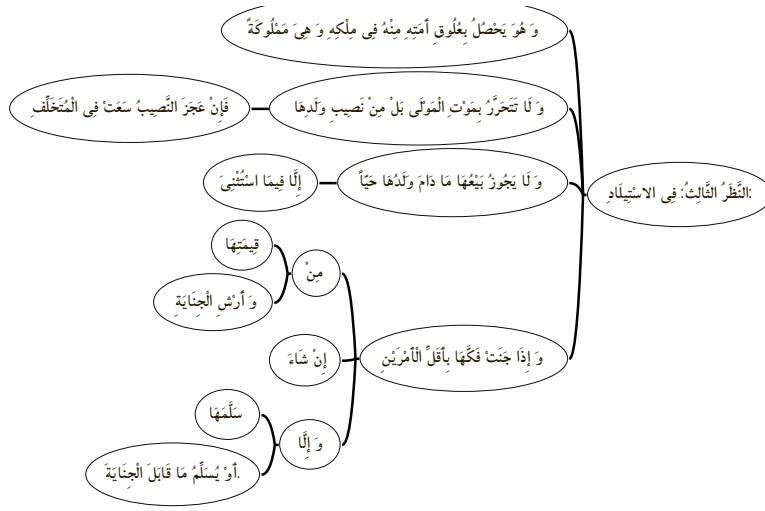 النَّظَرُ الثَّالِثُ: فِى الاسْتِيلَادِ:
وَ هُوَ يَحْصُلُ بِعُلُوقِ أَمَتِهِ مِنْهُ فِى مِلْكِهِ وَ هِىَ مَمْلُوكَةٌ
وَ لَا تَتَحَرَّرُ بِمَوْتِ الْمَوْلَى بَلْ مِنْ نَصِيبِ وَلَدِهَا
فَإِنْ عَجَزَ النَّصِيبُ سَعَتْ فِى الْمُتَخَلِّفِ
وَ لَا يَجُوزُ بَيْعُهَا مَا دَامَ وَلَدُهَا حَيّاً
إِلَّا فِيمَا اسْتُثْنِىَ
وَ إِذَا جَنَتْ فَكَّهَا بِأَقَلِّ الْأَمْرَيْنِ
مِنْ
قِيمَتِهَا
وَ أَرْشِ الْجِنَايَةِ
إِنْ شَاءَ
وَ إِلَّا
سَلَّمَهَا
أَوْ يُسَلِّمُ مَا قَابَلَ الْجِنَايَةَ.